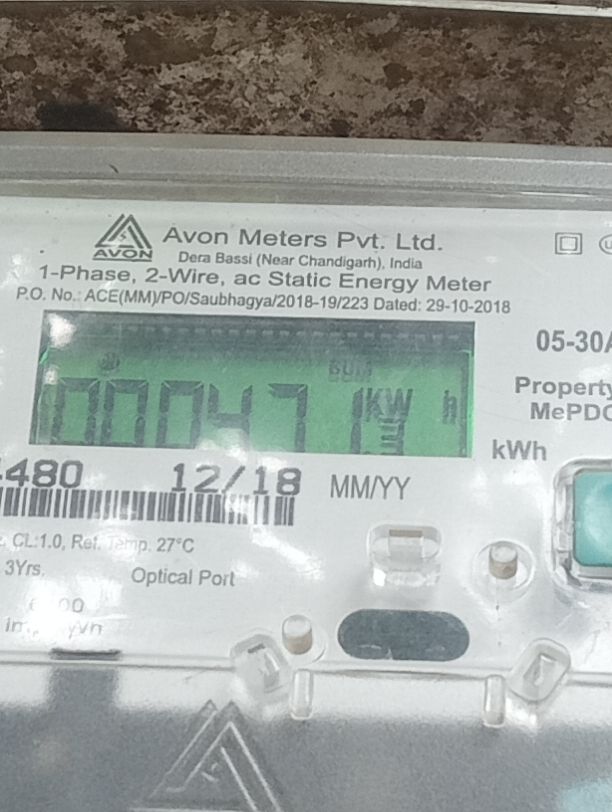 AVON
Avon Meters Pvt. Ltd.
Dera Bassi (Near Chandigarh), India
1-Phase, 2-Wire, ac Static Energy Meter
P.O. No.: ACE(MM)/PO/Saubhagya/2018-19/223 Dated: 29-10-2018
05-30A
Property
MePDC
000471 KW h
kWh
480 12/18 MM/YY
CL:1.0, Ref. Temp. 27°C
3Yrs. Optical Port